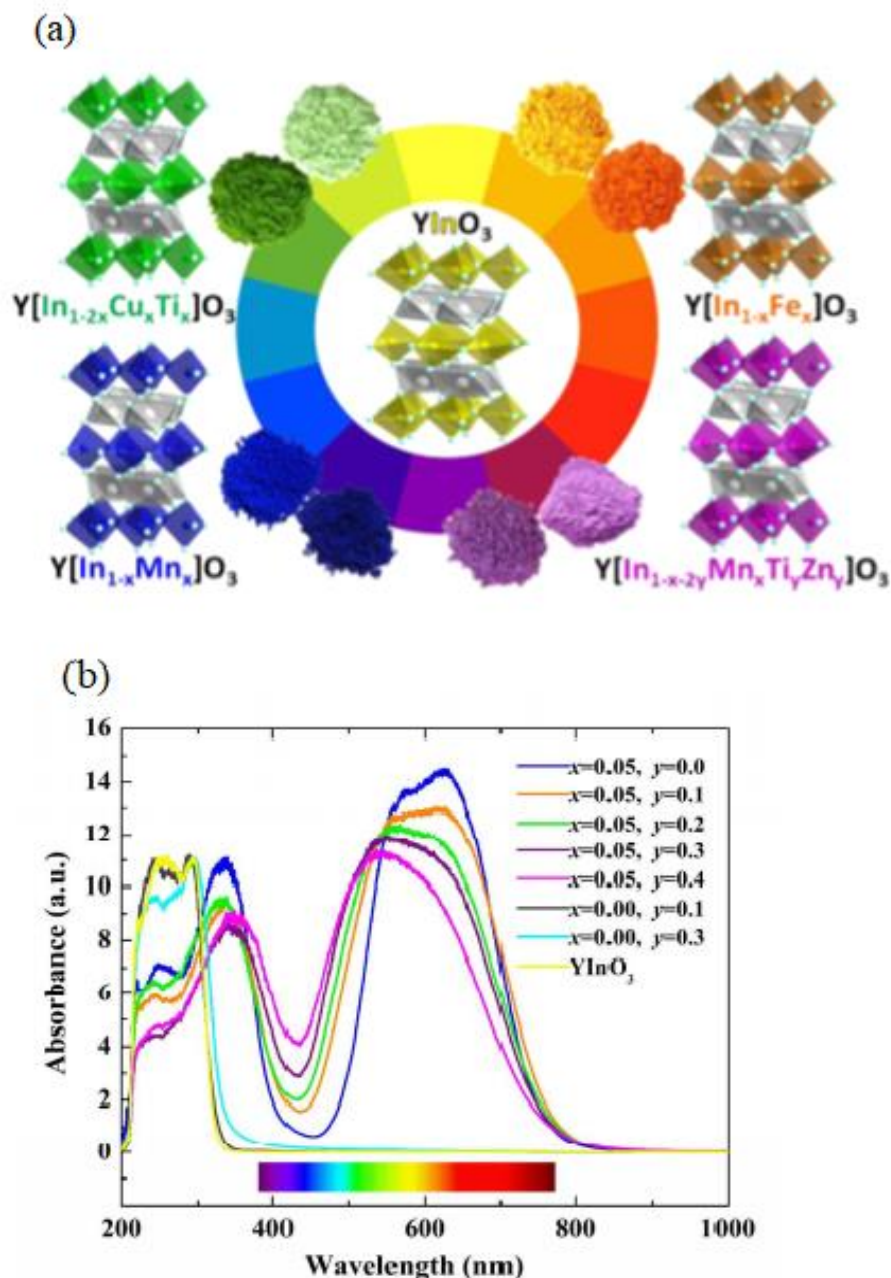 (a)
YInO₃
Y[In₁₋₂ₓCuₓTiₓ]O₃
Y[In₁₋ₓFeₓ]O₃
Y[In₁₋ₓMnₓ]O₃
Y[In₁₋ₓ₋₂ᵧMnₓTiᵧZnᵧ]O₃
(b)
16
14
12
10
8
6
4
2
0
Absorbance (a.u.)
x=0.05, y=0.0
x=0.05, y=0.1
x=0.05, y=0.2
x=0.05, y=0.3
x=0.05, y=0.4
x=0.00, y=0.1
x=0.00, y=0.3
YInO₃
200 400 600 800 1000
Wavelength (nm)